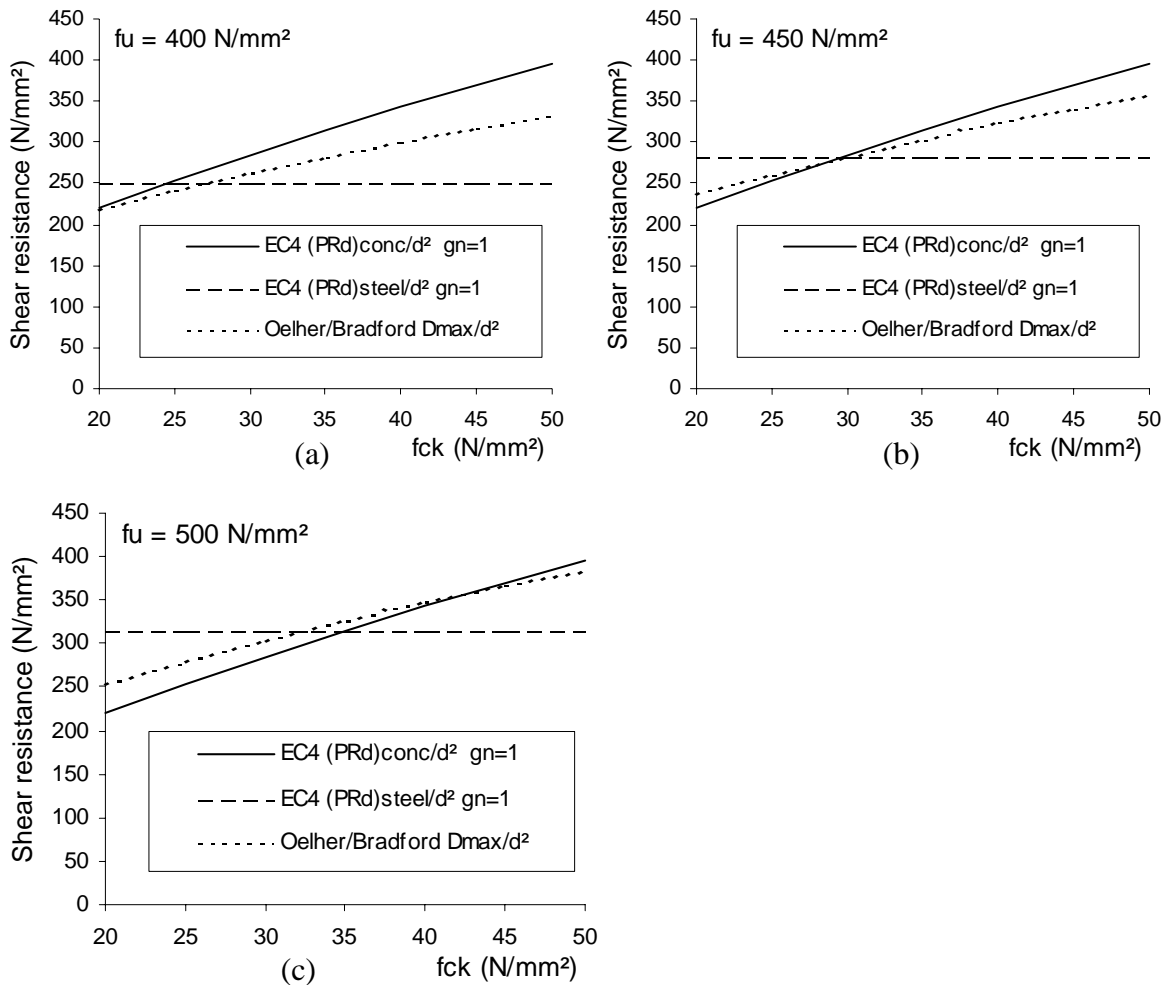 fu = 400 N/mm²
Shear resistance (N/mm²)
450
400
350
300
250
200
150
100
50
0
EC4 (PRd)conc/d² gn=1
EC4 (PRd)steel/d² gn=1
Oelher/Bradford Dmax/d²
20 25 30 35 40 45 50
(a)
fck (N/mm²)
fu = 450 N/mm²
Shear resistance (N/mm²)
450
400
350
300
250
200
150
100
50
0
EC4 (PRd)conc/d² gn=1
EC4 (PRd)steel/d² gn=1
Oelher/Bradford Dmax/d²
20 25 30 35 40 45 50
(b)
fck (N/mm²)
fu = 500 N/mm²
Shear resistance (N/mm²)
450
400
350
300
250
200
150
100
50
0
EC4 (PRd)conc/d² gn=1
EC4 (PRd)steel/d² gn=1
Oelher/Bradford Dmax/d²
20 25 30 35 40 45 50
(c)
fck (N/mm²)